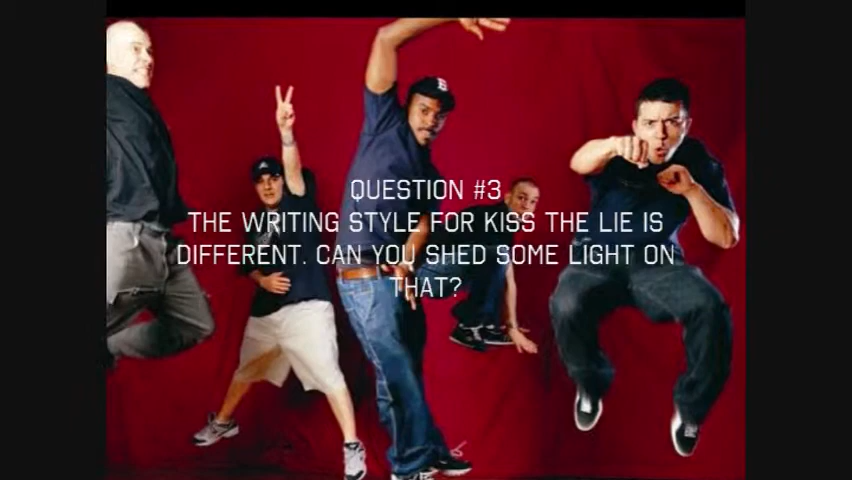 QUESTION #3
THE WRITING STYLE FOR KISS THE LIE IS
DIFFERENT. CAN YOU SHED SOME LIGHT ON
THAT?
B